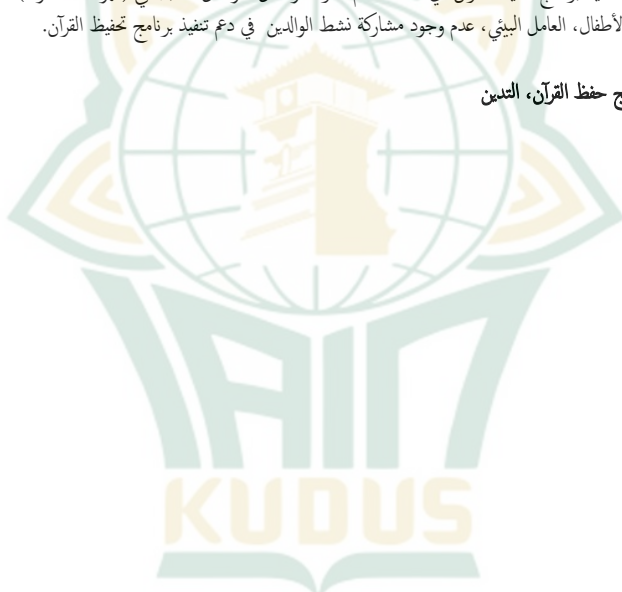 الأطفال، العامل البيئي، عدم وجود مشاركة نشط الوالدين في دعم تنفيذ برنامج تحفيظ القرآن.
ج حفظ القرآن، التدين
IAIN
KUDUS